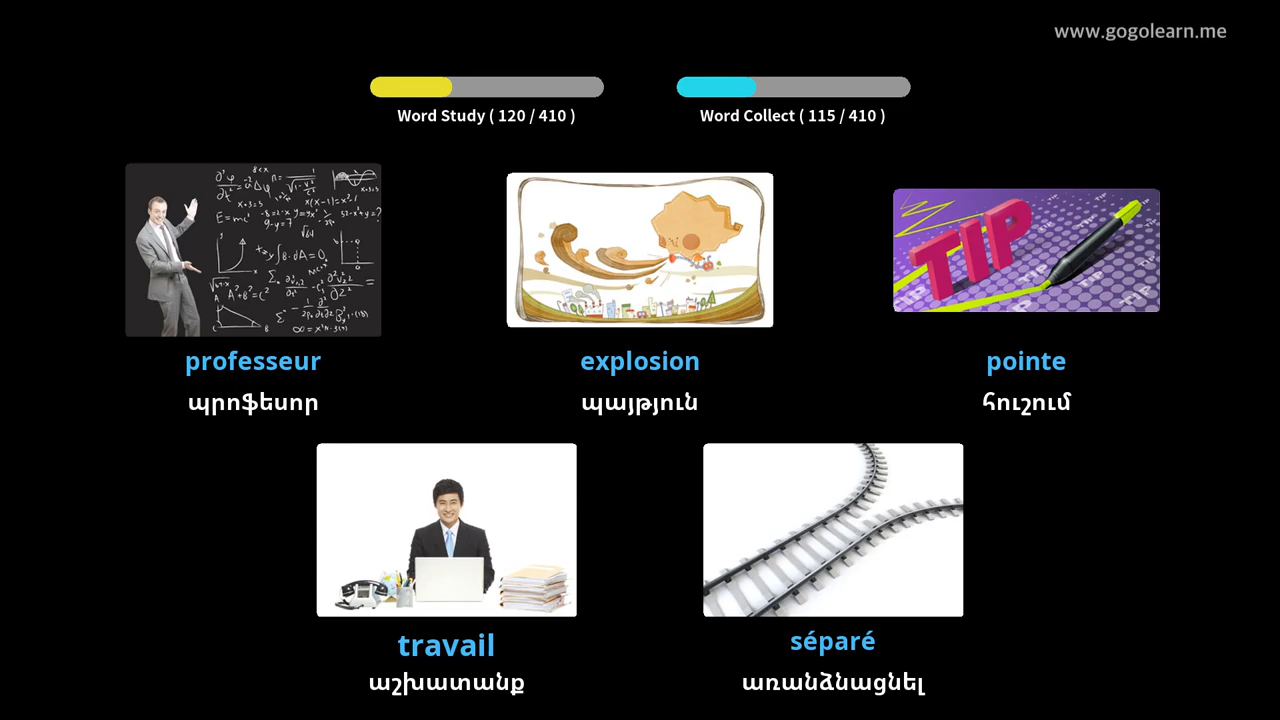 www.gogolearn.me
Word Study ( 120 / 410 )
Word Collect ( 115 / 410 )
TIP
professeur
explosion
pointe
պրոֆեսոր
պայթյուն
հուշում
travail
séparé
աշխատանք
առանձնացնել